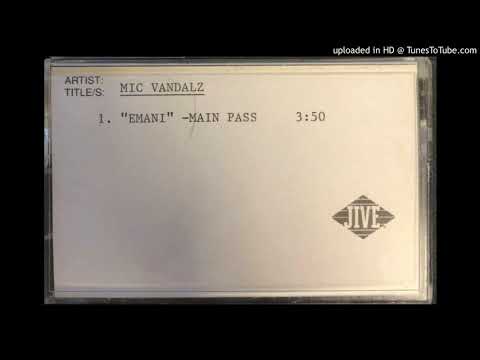 uploaded in HD @ TunesToTube.com
ARTIST: MIC VANDALZ
TITLE/S:
1. "EMANI" -MAIN PASS 3:50
JIVE